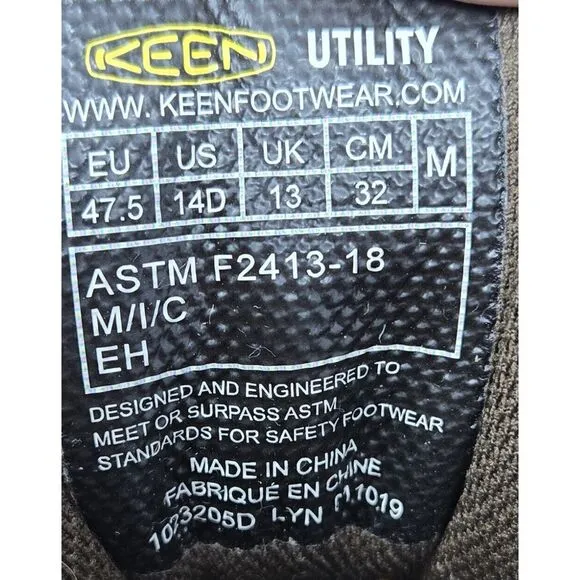 KEEN UTILITY
WWW.KEENFOOTWEAR.COM
EU US UK CM M
47.5 14D 13 32
ASTM F2413-18
M/I/C
EH
DESIGNED AND ENGINEERED TO
MEET OR SURPASS ASTM
STANDARDS FOR SAFETY FOOTWEAR
MADE IN CHINA
FABRIQUÉ EN CHINE
1023205D LYN